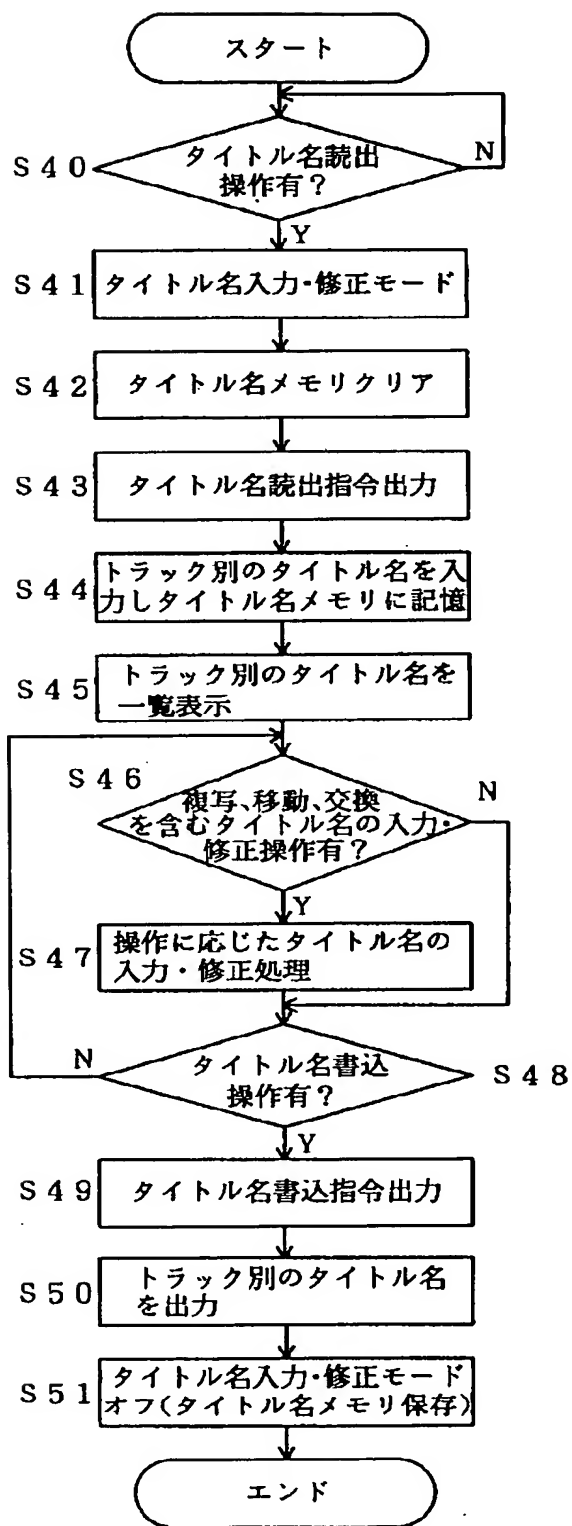 スタート
S40
タイトル名読出
操作有?
N
Y
S41
タイトル名入力・修正モード
S42
タイトル名メモリクリア
S43
タイトル名読出指令出力
S44
トラック別のタイトル名を入
力しタイトル名メモリに記憶
S45
トラック別のタイトル名を
一覧表示
S46
複写、移動、交換
を含むタイトル名の入力・
修正操作有?
N
Y
S47
操作に応じたタイトル名の
入力・修正処理
N
タイトル名書込
操作有?
S48
Y
S49
タイトル名書込指令出力
S50
トラック別のタイトル名
を出力
S51
タイトル名入力・修正モード
オフ(タイトル名メモリ保存)
エンド